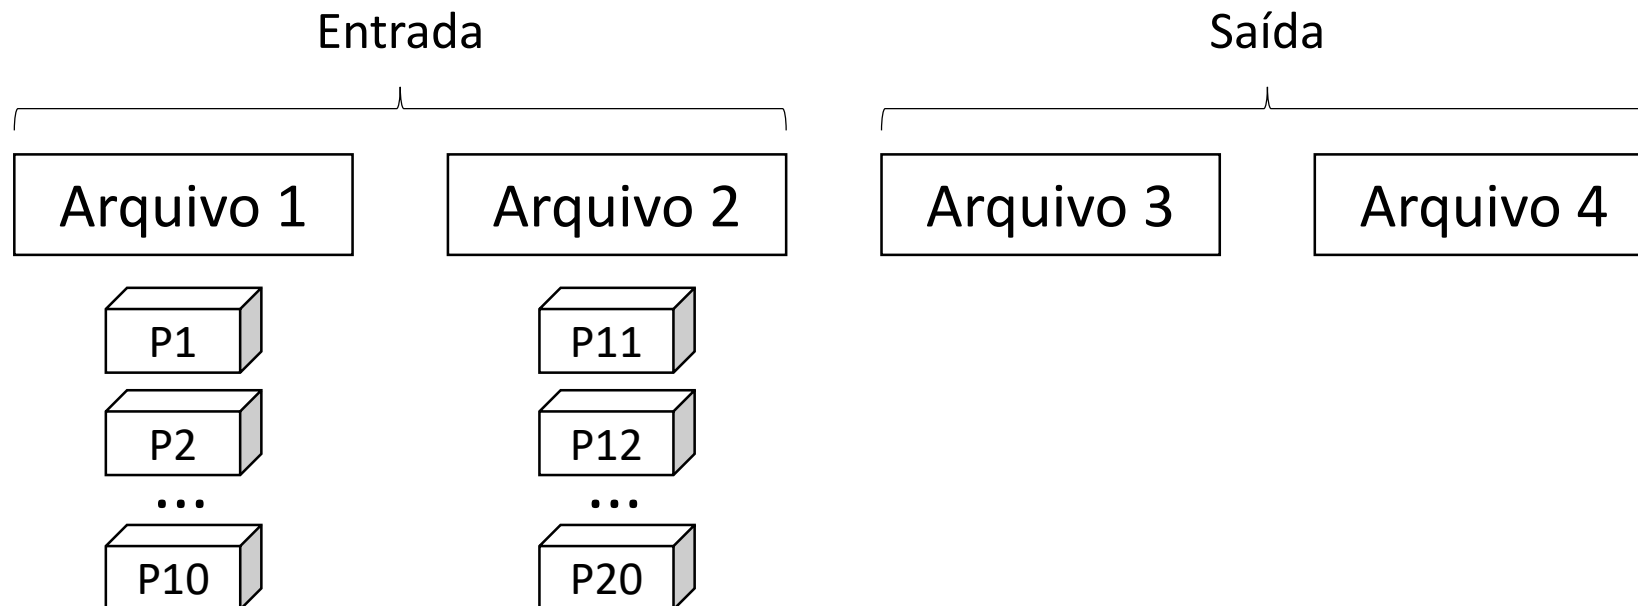 Entrada
Saída
Arquivo 1
Arquivo 2
Arquivo 3
Arquivo 4
P1
P11
P2
P12
...
...
P10
P20